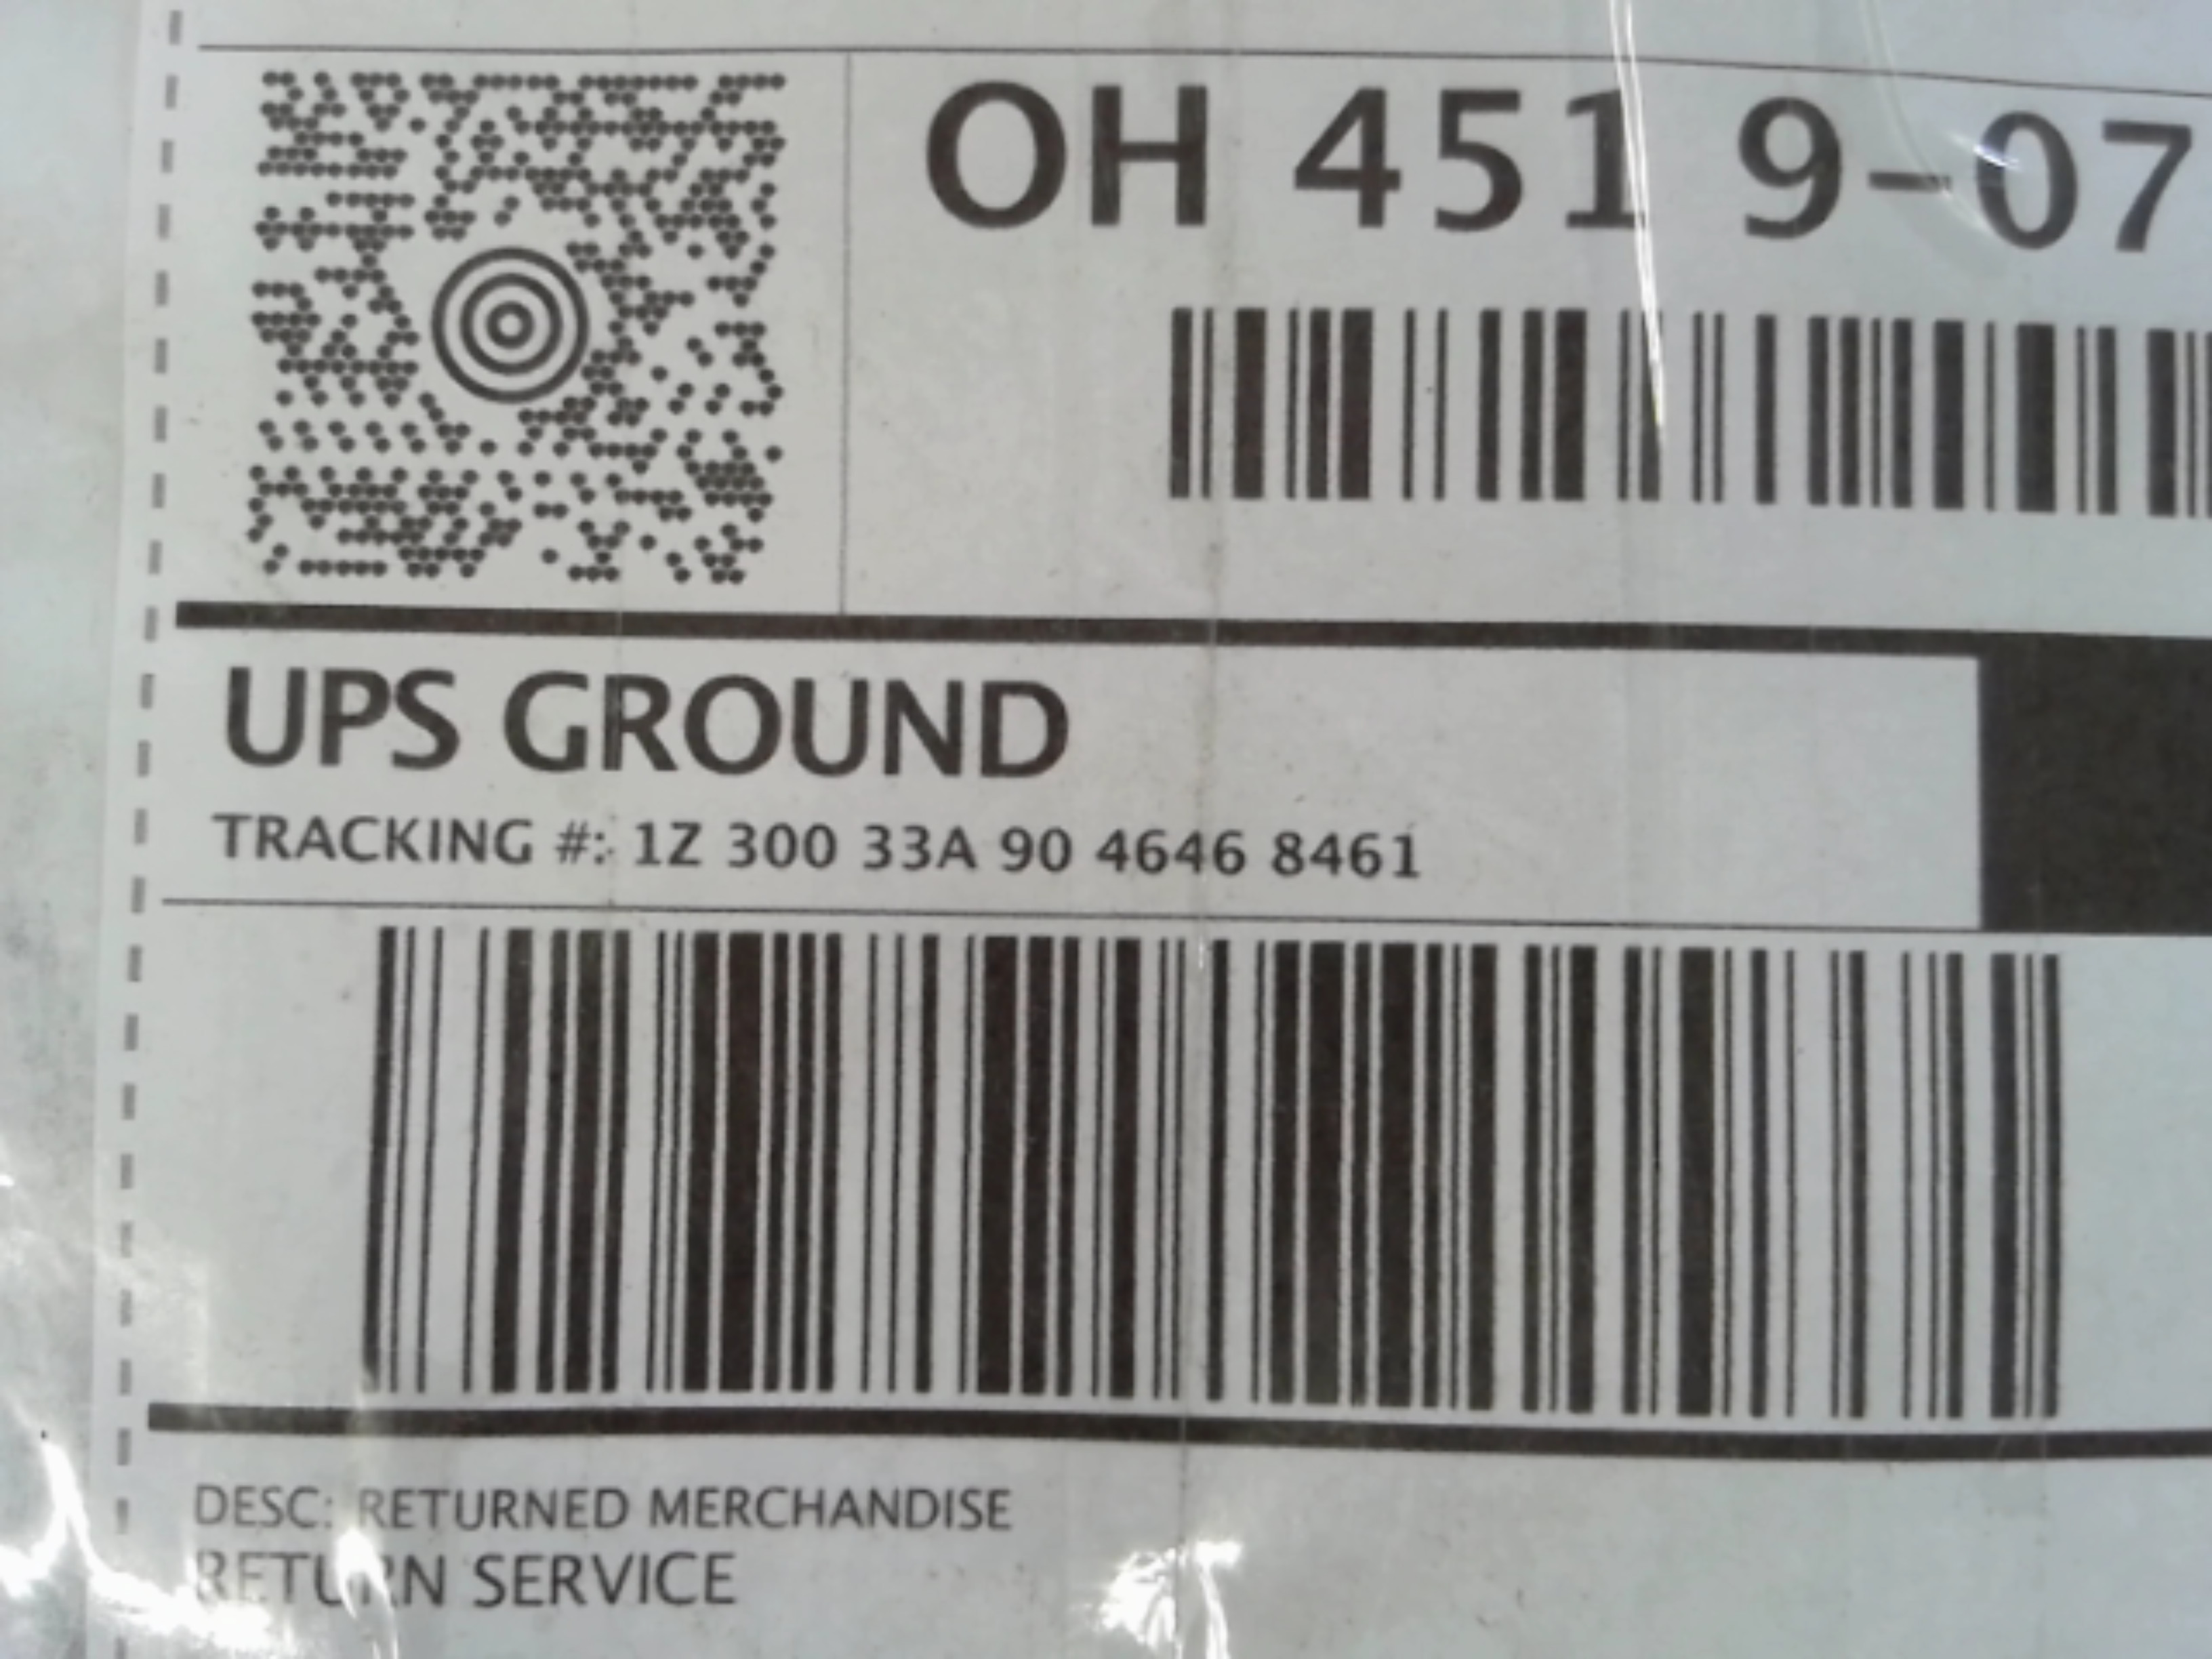 OH 451 9-07
UPS GROUND
TRACKING #: 1Z 300 33A 90 4646 8461
DESC: RETURNED MERCHANDISE
RETURN SERVICE